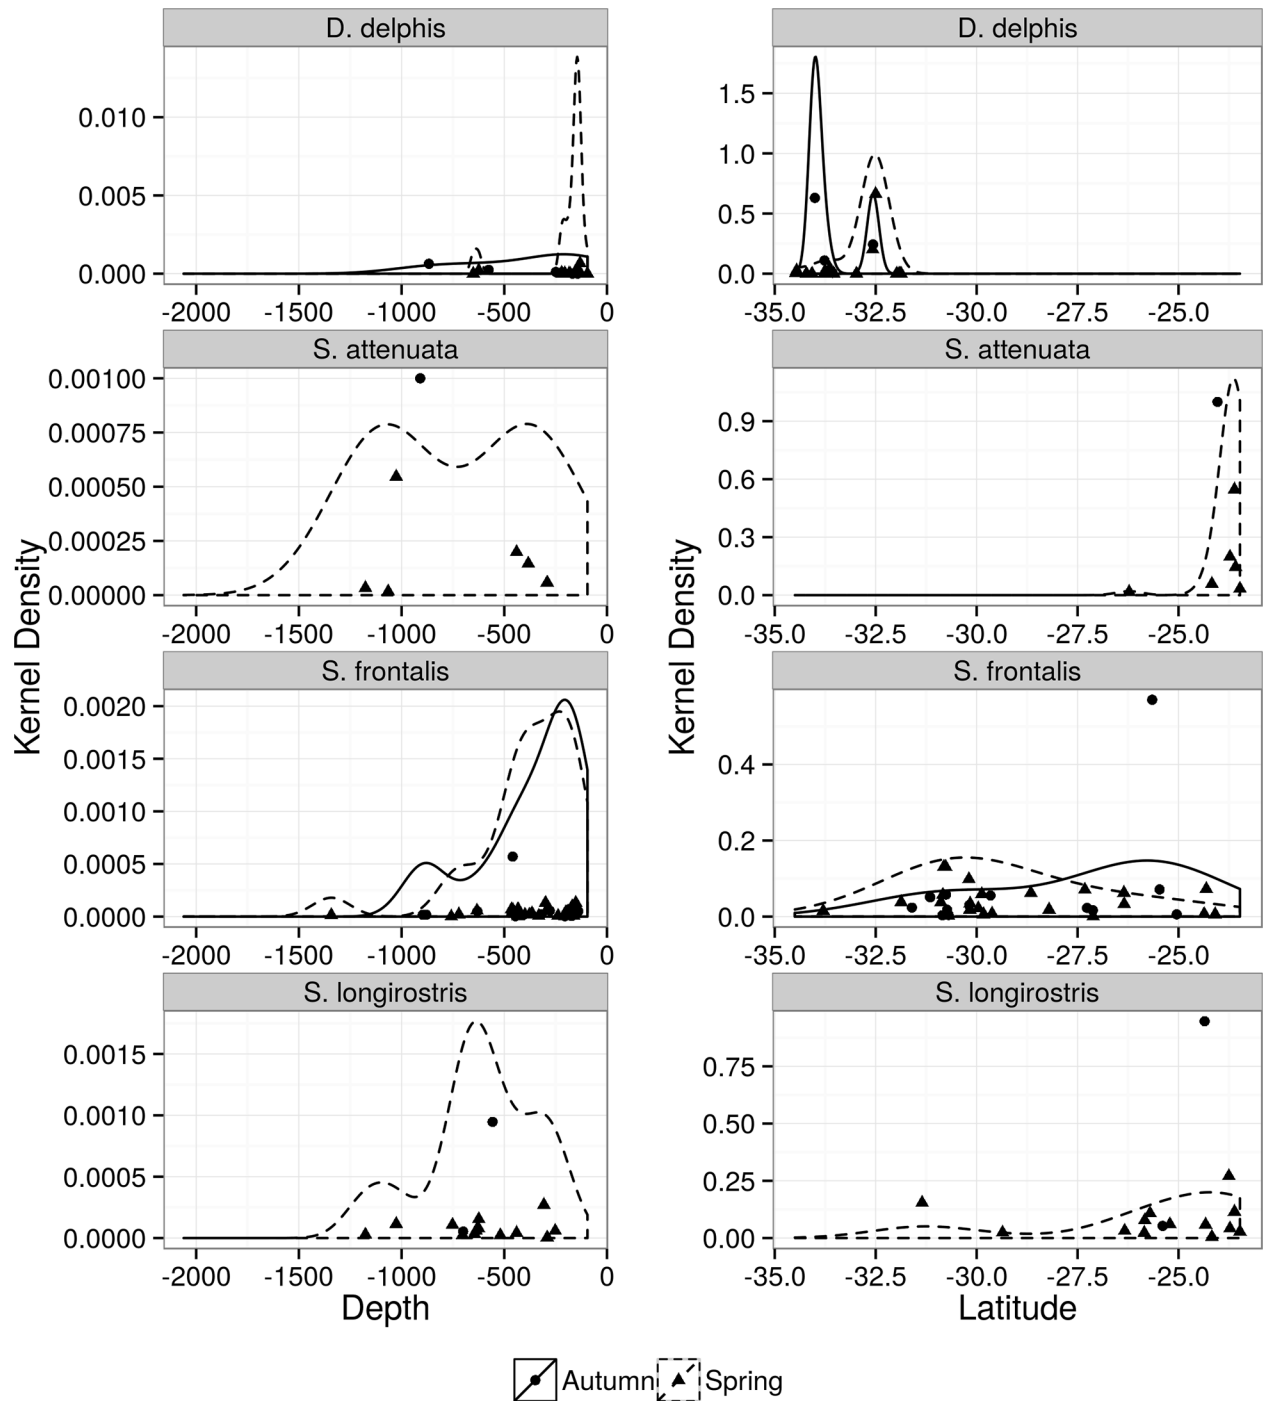 D. delphis
D. delphis
0.010
0.005
0.000
-2000 -1500 -1000 -500 0
1.5
1.0
0.5
0.0
-35.0 -32.5 -30.0 -27.5 -25.0
S. attenuata
S. attenuata
0.00100
0.00075
0.00050
0.00025
0.00000
-2000 -1500 -1000 -500 0
0.9
0.6
0.3
0.0
-35.0 -32.5 -30.0 -27.5 -25.0
Kernel Density
Kernel Density
S. frontalis
S. frontalis
0.0020
0.0015
0.0010
0.0005
0.0000
-2000 -1500 -1000 -500 0
0.4
0.2
0.0
-35.0 -32.5 -30.0 -27.5 -25.0
S. longirostris
S. longirostris
0.0015
0.0010
0.0005
0.0000
-2000 -1500 -1000 -500 0
0.75
0.50
0.25
0.00
-35.0 -32.5 -30.0 -27.5 -25.0
Depth
Latitude
Autumn Spring